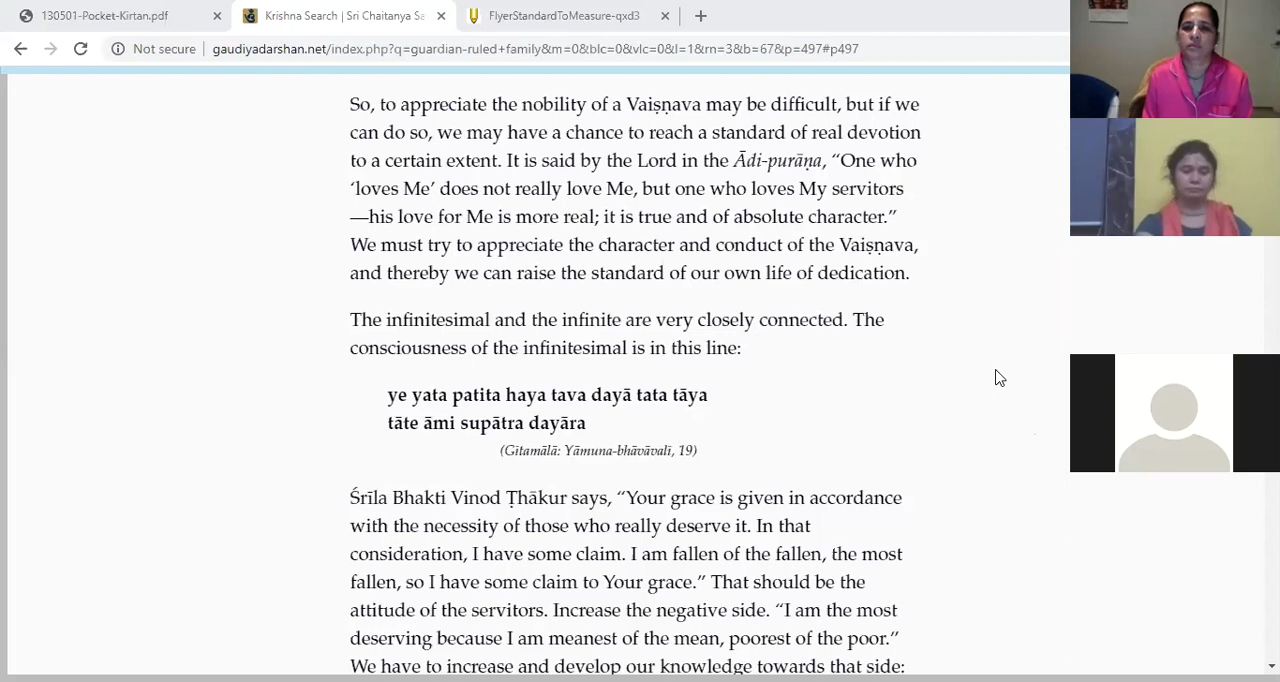 130501-Pocket-Kirtan.pdf
Krishna Search | Sri Chaitanya Sa
FlyerStandardToMeasure-qxd3
Not secure | gaudiyadarshan.net/index.php?q=guardian-ruled+family&m=0&blc=0&vlc=0&l=1&rn=3&b=67&p=497#p497
So, to appreciate the nobility of a Vaiṣṇava may be difficult, but if we
can do so, we may have a chance to reach a standard of real devotion
to a certain extent. It is said by the Lord in the Ādi-purāṇa, “One who
‘loves Me’ does not really love Me, but one who loves My servitors
—his love for Me is more real; it is true and of absolute character.”
We must try to appreciate the character and conduct of the Vaiṣṇava,
and thereby we can raise the standard of our own life of dedication.
The infinitesimal and the infinite are very closely connected. The
consciousness of the infinitesimal is in this line:
ye yata patita haya tava dayā tata tāya
tāte āmi supātra dayāra
(Gītamālā: Yāmuna-bhāvāvalī, 19)
Śrīla Bhakti Vinod Ṭhākur says, “Your grace is given in accordance
with the necessity of those who really deserve it. In that
consideration, I have some claim. I am fallen of the fallen, the most
fallen, so I have some claim to Your grace.” That should be the
attitude of the servitors. Increase the negative side. “I am the most
deserving because I am meanest of the mean, poorest of the poor.”
We have to increase and develop our knowledge towards that side: